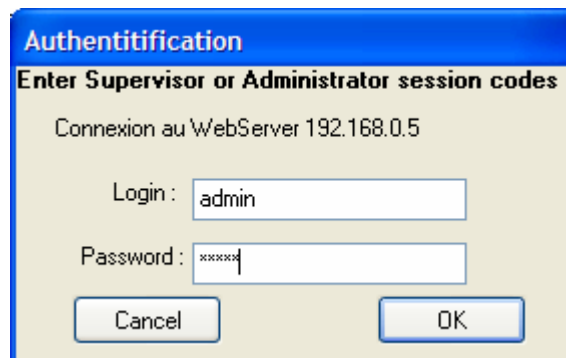 Authentitification
Enter Supervisor or Administrator session codes
Connexion au WebServer 192.168.0.5
Login : admin
Password : *****
Cancel OK